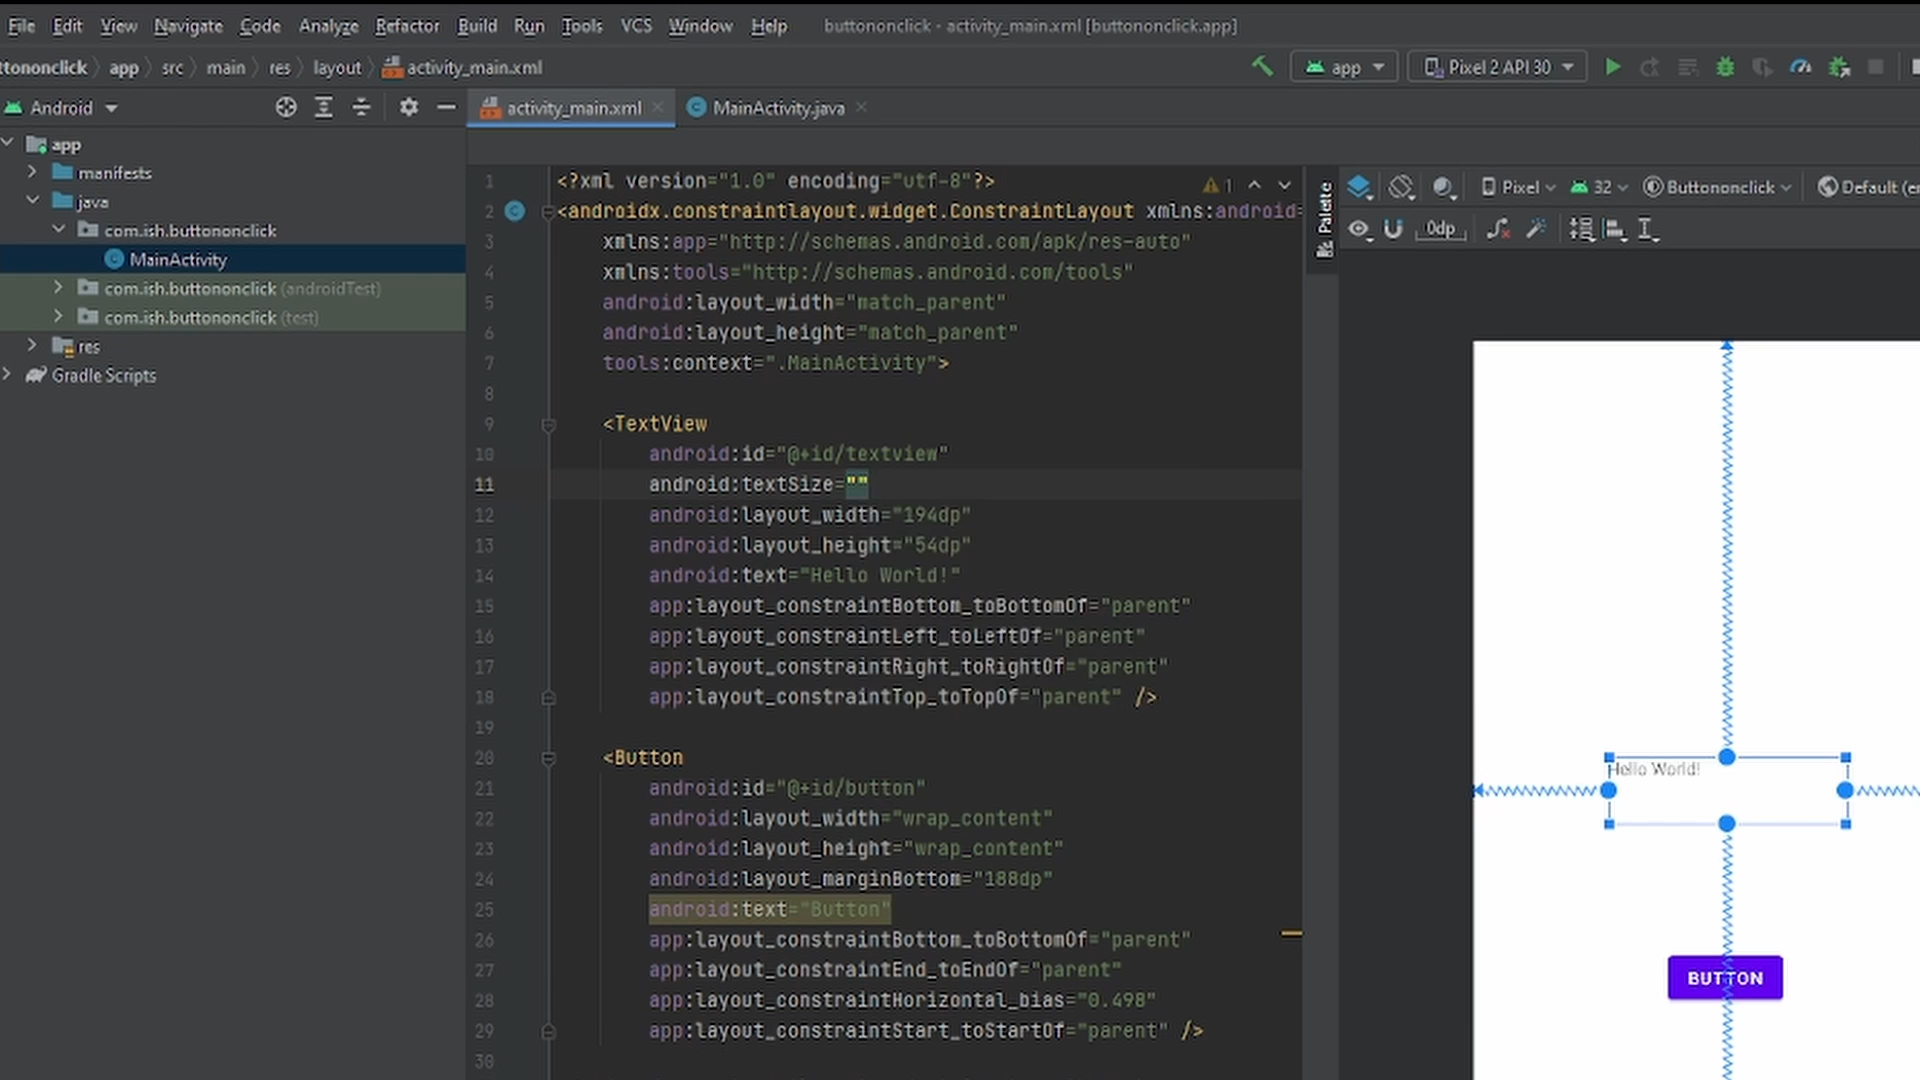 File Edit View Navigate Code Analyze Refactor Build Run Tools VCS Window Help buttononclick - activity_main.xml [buttononclick.app]
ttononclick app src main res layout activity_main.xml app Pixel 2 API 30
Android activity_main.xml MainActivity.java
app
manifests
java
com.ish.buttononclick
MainActivity
com.ish.buttononclick (androidTest)
com.ish.buttononclick (test)
res
Gradle Scripts
1 <?xml version="1.0" encoding="utf-8"?>
2 <androidx.constraintlayout.widget.ConstraintLayout xmlns:android=
3 xmlns:app="http://schemas.android.com/apk/res-auto"
4 xmlns:tools="http://schemas.android.com/tools"
5 android:layout_width="match_parent"
6 android:layout_height="match_parent"
7 tools:context=".MainActivity">
8
9 <TextView
10 android:id="@+id/textview"
11 android:textSize=""
12 android:layout_width="194dp"
13 android:layout_height="54dp"
14 android:text="Hello World!"
15 app:layout_constraintBottom_toBottomOf="parent"
16 app:layout_constraintLeft_toLeftOf="parent"
17 app:layout_constraintRight_toRightOf="parent"
18 app:layout_constraintTop_toTopOf="parent" />
19
20 <Button
21 android:id="@+id/button"
22 android:layout_width="wrap_content"
23 android:layout_height="wrap_content"
24 android:layout_marginBottom="188dp"
25 android:text="Button"
26 app:layout_constraintBottom_toBottomOf="parent"
27 app:layout_constraintEnd_toEndOf="parent"
28 app:layout_constraintHorizontal_bias="0.498"
29 app:layout_constraintStart_toStartOf="parent" />
30
1
Palette
Pixel 32 Buttononclick Default (en
0dp
Hello World!
BUTTON